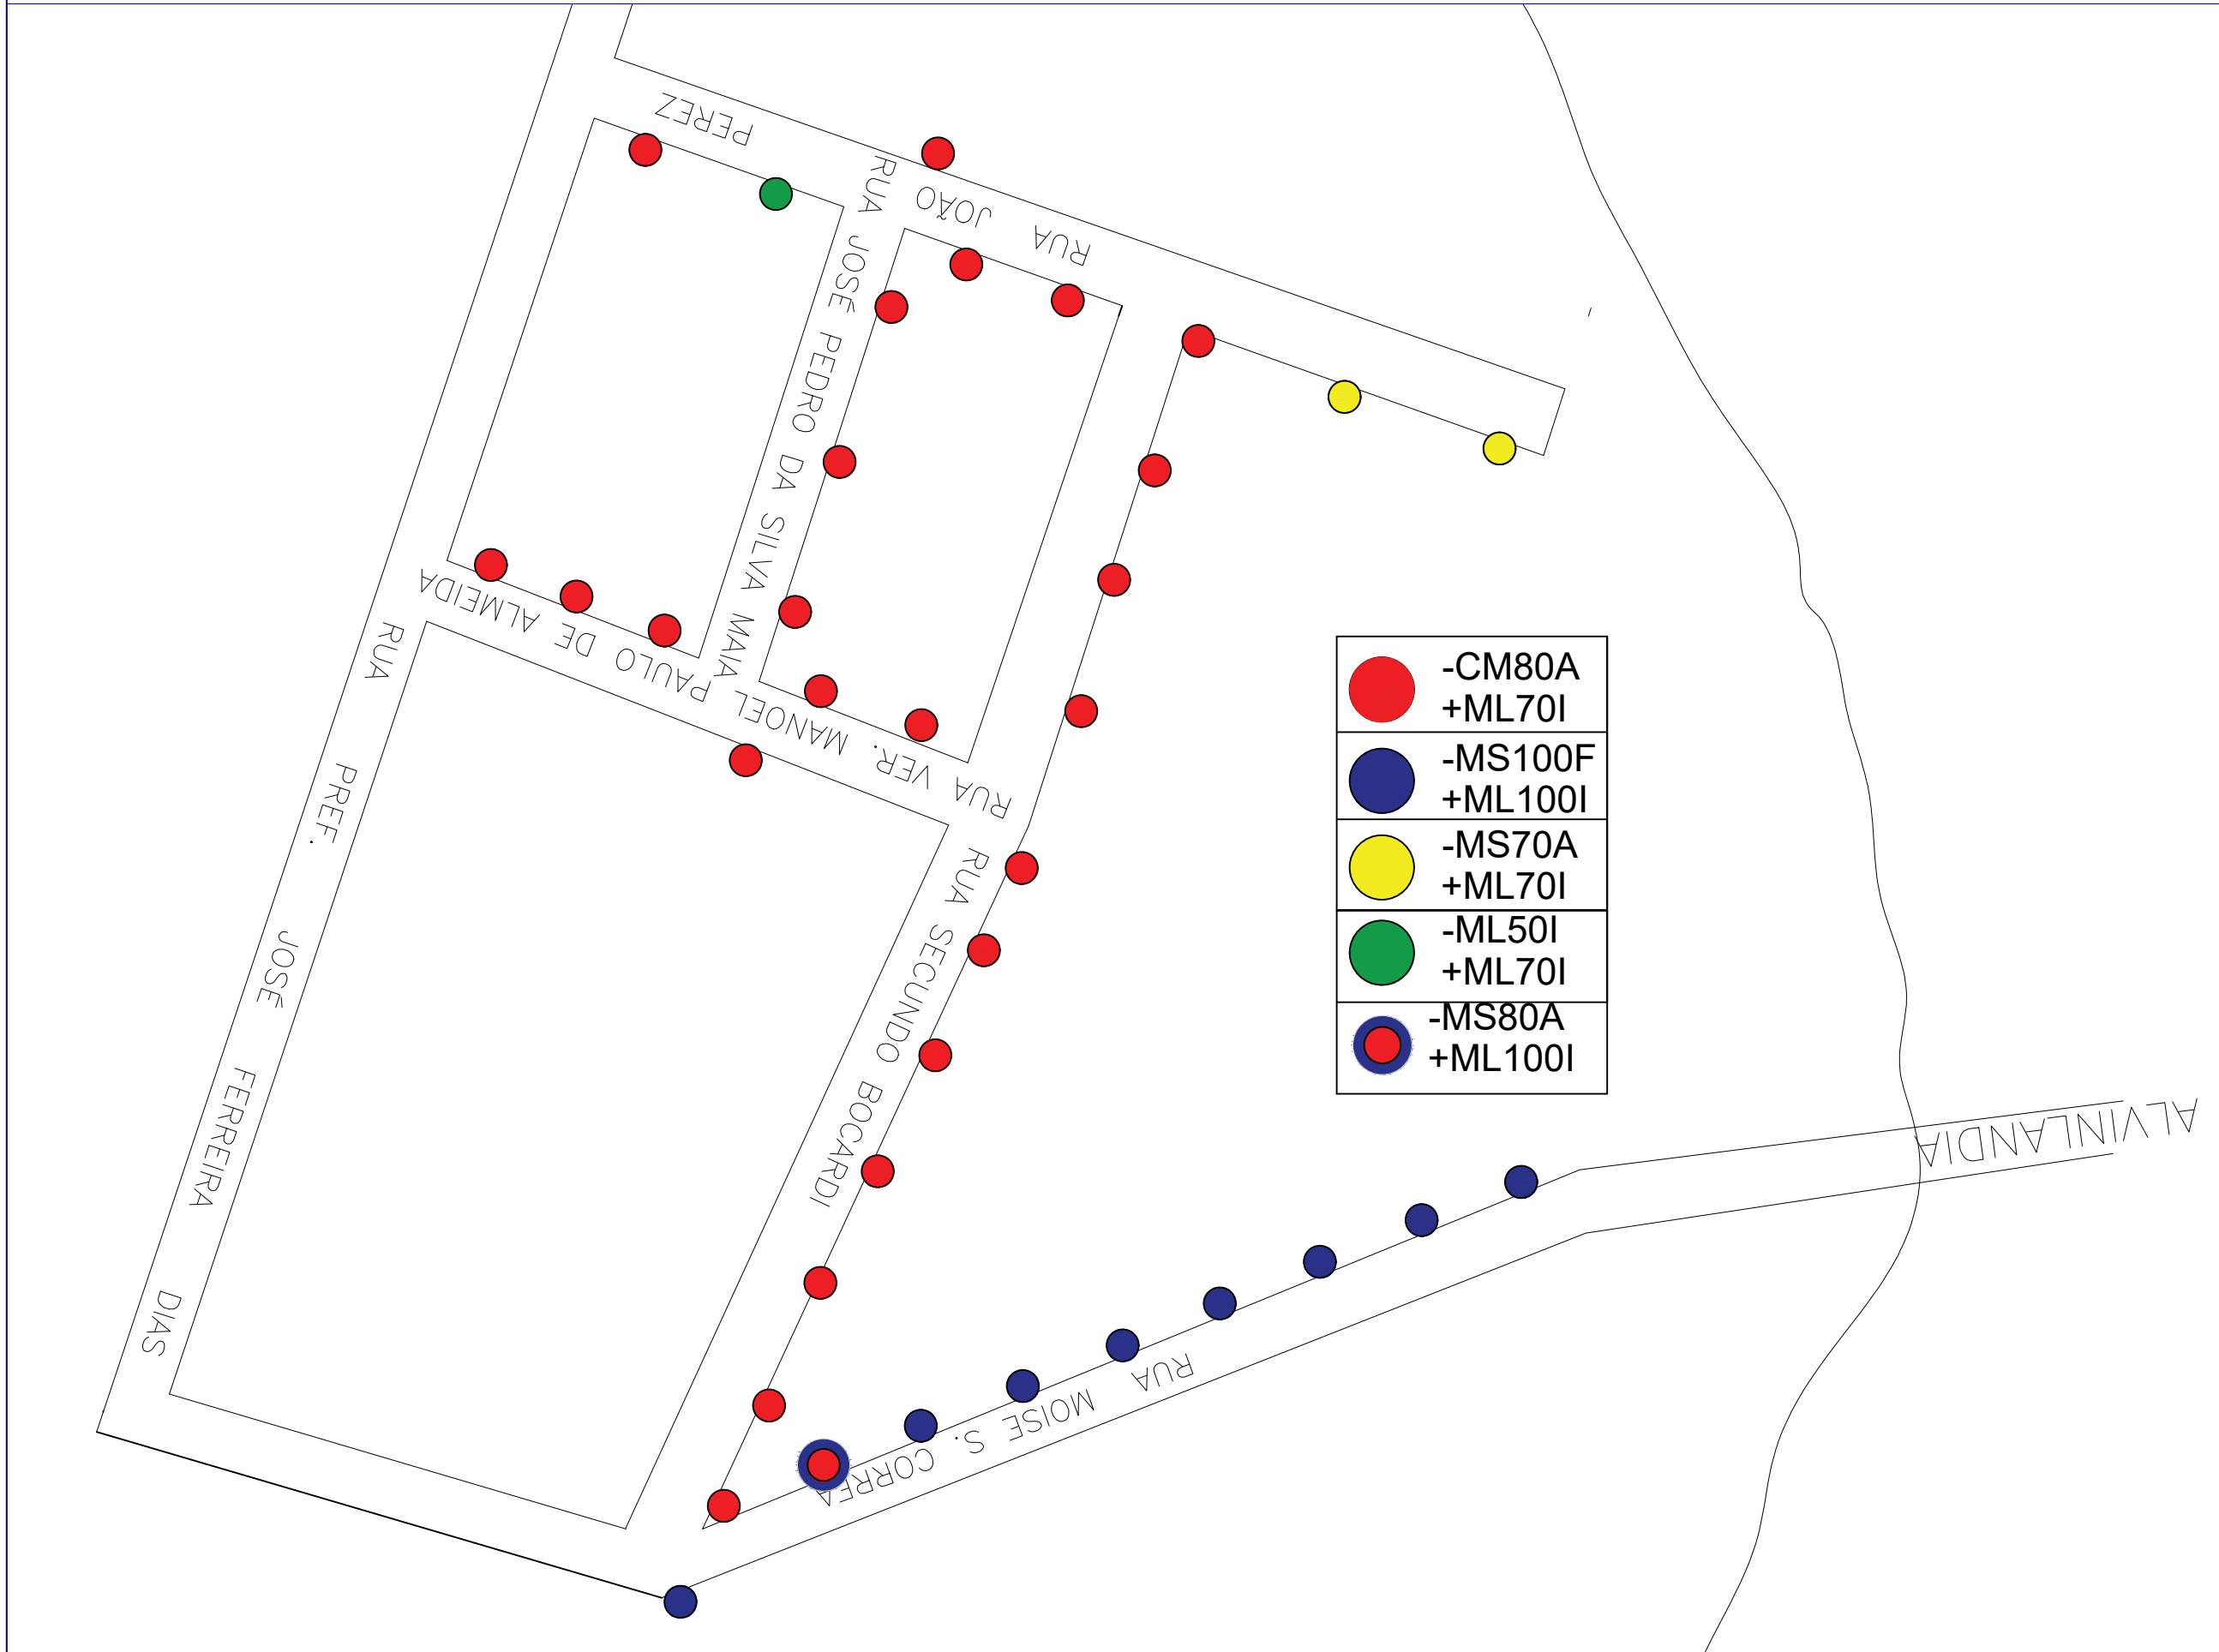 PEREZ
JOÃO
RUA
RUA JOSÉ PEDRO DA SILVA MAIA
ALMEIDA
DE
PAULO
MANOEL
VER.
RUA
RUA PREF. JOSÉ FERREIRA DIAS
RUA SECUNDO BOCARDI
RUA MOISE S. CORREA
ALVINLANDIA
-CM80A
+ML70I
-MS100F
+ML100I
-MS70A
+ML70I
-ML50I
+ML70I
-MS80A
+ML100I